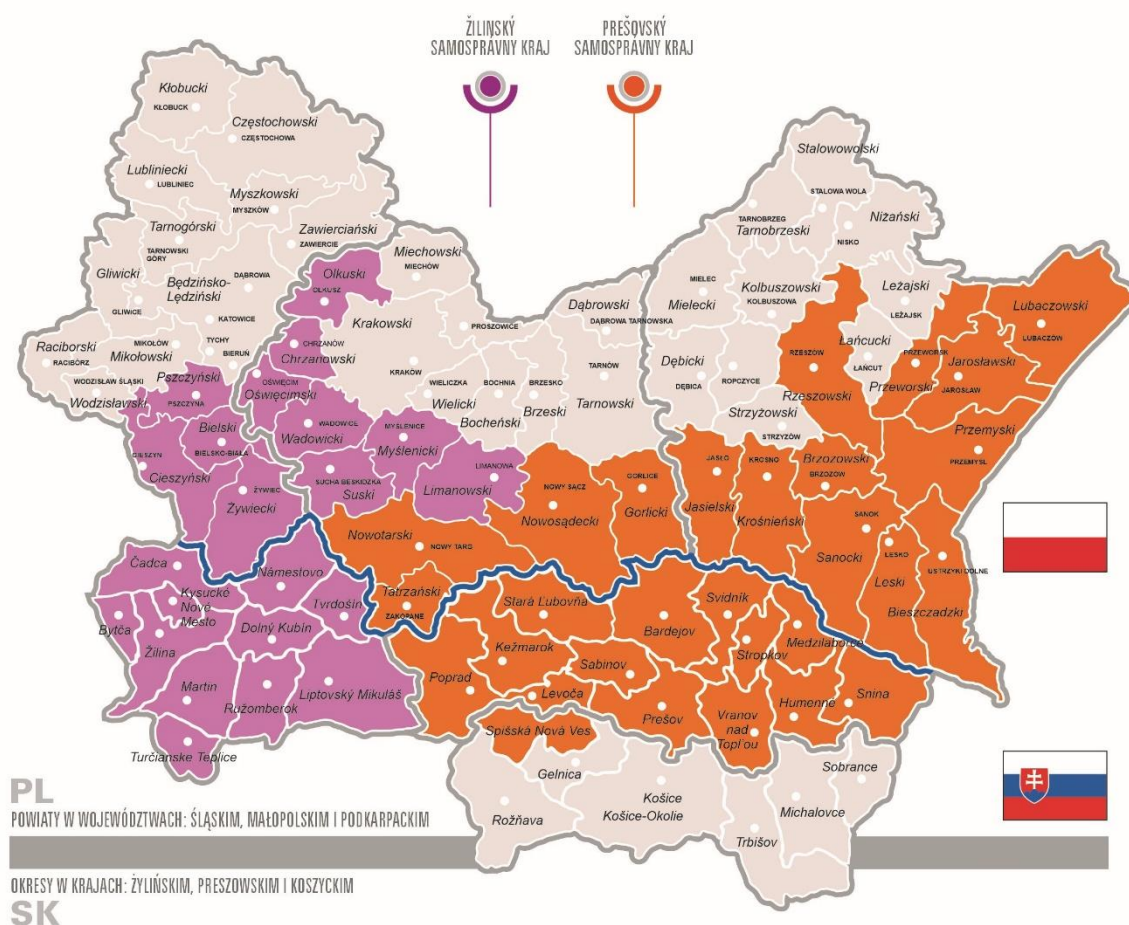 ŽILINSKÝ
SAMOSPRÁVNY KRAJ
PREŠOVSKÝ
SAMOSPRÁVNY KRAJ
Kłobucki
KŁOBUCK
Częstochowski
CZĘSTOCHOWA
Lubliniecki
LUBLINIEC
Myszkowski
MYSZKÓW
Tarnogórski
TARNOWSKI
GÓRY
Zawierciański
ZAWIERCIE
Gliwicki
GLIWICE
Będzińsko-
Lędziński
DĄBROWA
KATOWICE
Raciborski
RACIBÓRZ
MIKOŁÓW
Mikołowski
TYCHY
BIERUŃ
WODZISŁAW ŚLĄSKI
Wodzisławski
Pszczyński
PSZCZYNA
Bielski
BIELSKO-BIAŁA
CIESZYN
Cieszyński
ŻYWIEC
Żywiecki
Olkuski
OLKUSZ
Miechowski
MIECHÓW
Krakowski
KRAKÓW
PROSZOWICE
CHRZANÓW
Chrzanowski
OŚWIĘCIM
Oświęcimski
WADOWICE
Wadowicki
MYŚLENICE
Myślenicki
SUCHA BESKIDZKA
Suski
LIMANOWA
Limanowski
WIELICZKA
Wielicki
BOCHNIA
Bocheński
BRZESKO
Brzeski
Dąbrowski
DĄBROWA TARNOWSKA
TARNÓW
Tarnowski
Nowotarski
NOWY TARG
Tatrzański
ZAKOPANE
NOWY SĄCZ
Nowosądecki
GORLICE
Gorlicki
Stalowowolski
STALOWA WOLA
TARNOBRZEG
Tarnobrzeski
Niżański
NISKO
MIELEC
Mielecki
Kolbuszowski
KOLBUSZOWA
Leżajski
LEŻAJSK
Łańcucki
ŁAŃCUT
Dębicki
DĘBICA
ROPCZYCE
RZESZÓW
Rzeszowski
Strzyżowski
STRZYŻÓW
PRZEWORSK
Przeworski
Jarosławski
JAROSŁAW
Lubaczowski
LUBACZÓW
Przemyski
PRZEMYŚL
JASŁO
Jasielski
KROSNO
Krośnieński
Brzozowski
BRZOZÓW
SANOK
Sanocki
LESKO
Leski
USTRZYKI DOLNE
Bieszczadzki
Čadca
Kysucké
Nové
Mesto
Bytča
Žilina
Námestovo
Tvrdošín
Dolný Kubín
Martin
Ružomberok
Liptovský Mikuláš
Turčianske Teplice
Stará Ľubovňa
Kežmarok
Poprad
Levoča
Sabinov
Bardejov
Prešov
Svidník
Stropkov
Medzilaborce
Vranov
nad
Topľou
Humenné
Snina
Spišská Nová Ves
Gelnica
Rožňava
Košice
Košice-Okolie
Trbišov
Michalovce
Sobrance
PL
POWIATY W WOJEWÓDZTWACH: ŚLĄSKIM, MAŁOPOLSKIM I PODKARPACKIM
OKRESY W KRAJACH: ŻYLIŃSKIM, PRESZOWSKIM I KOSZYCKIM
SK